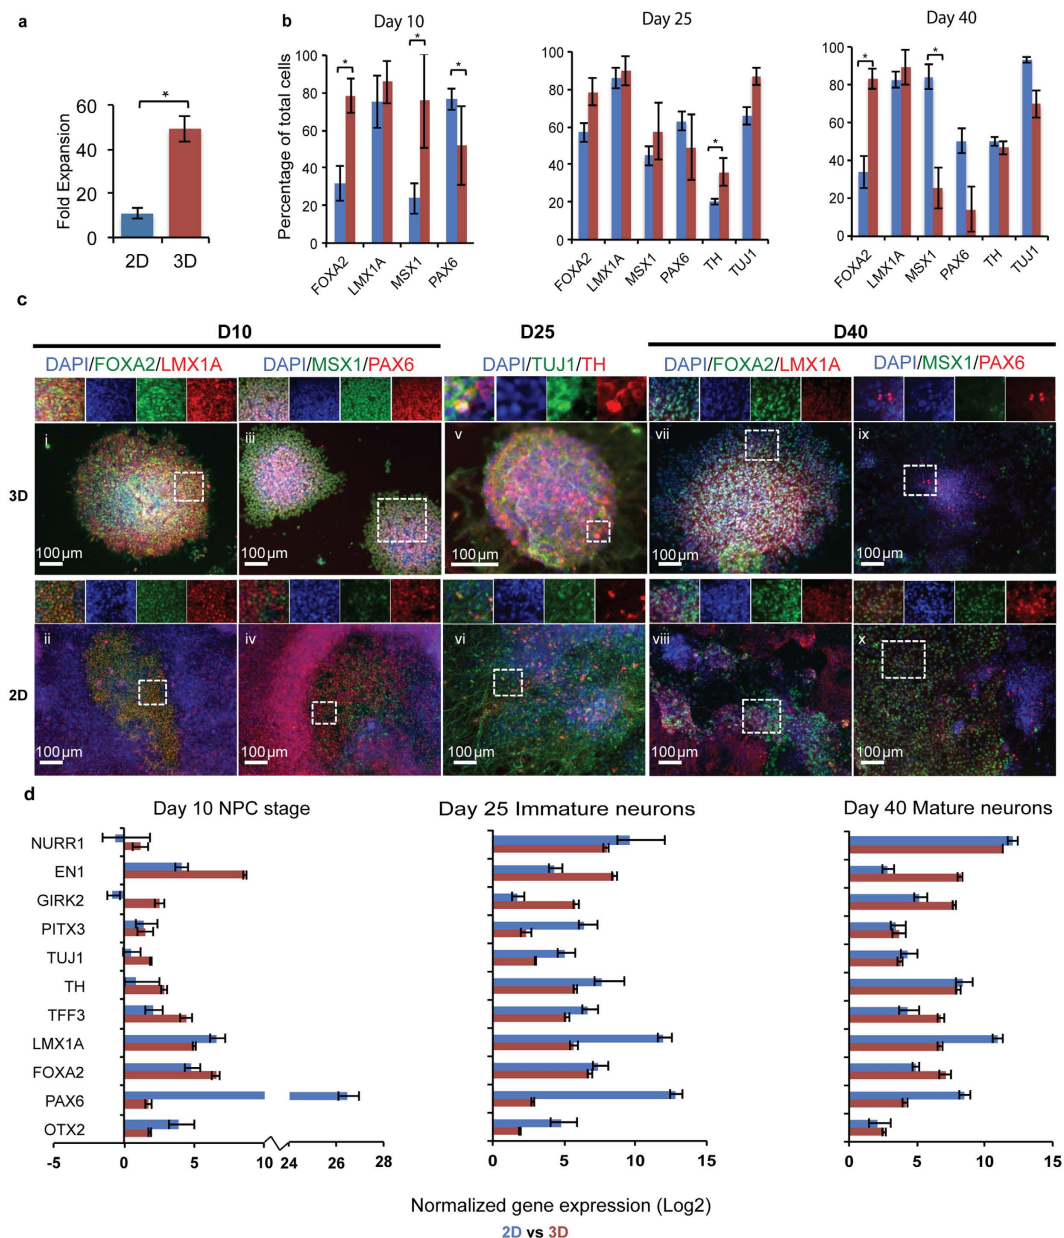 a
Fold Expansion
60
40
20
0
*
2D 3D
b
Day 10
Percentage of total cells
100
80
60
40
20
0
* * *
FOXA2 LMX1A MSX1 PAX6
Day 25
100
80
60
40
20
0
*
FOXA2 LMX1A MSX1 PAX6 TH TUJ1
Day 40
100
80
60
40
20
0
* *
FOXA2 LMX1A MSX1 PAX6 TH TUJ1
c
D10 D25 D40
DAPI/FOXA2/LMX1A DAPI/MSX1/PAX6 DAPI/TUJ1/TH DAPI/FOXA2/LMX1A DAPI/MSX1/PAX6
3D
i iii v vii ix
100 µm 100 µm 100 µm 100 µm 100 µm
2D
ii iv vi viii x
100 µm 100 µm 100 µm 100 µm 100 µm
d
Day 10 NPC stage Day 25 Immature neurons Day 40 Mature neurons
NURR1
EN1
GIRK2
PITX3
TUJ1
TH
TFF3
LMX1A
FOXA2
PAX6
OTX2
-5 0 5 10 24 26 28
0 5 10 15
0 5 10 15
Normalized gene expression (Log2)
2D vs 3D